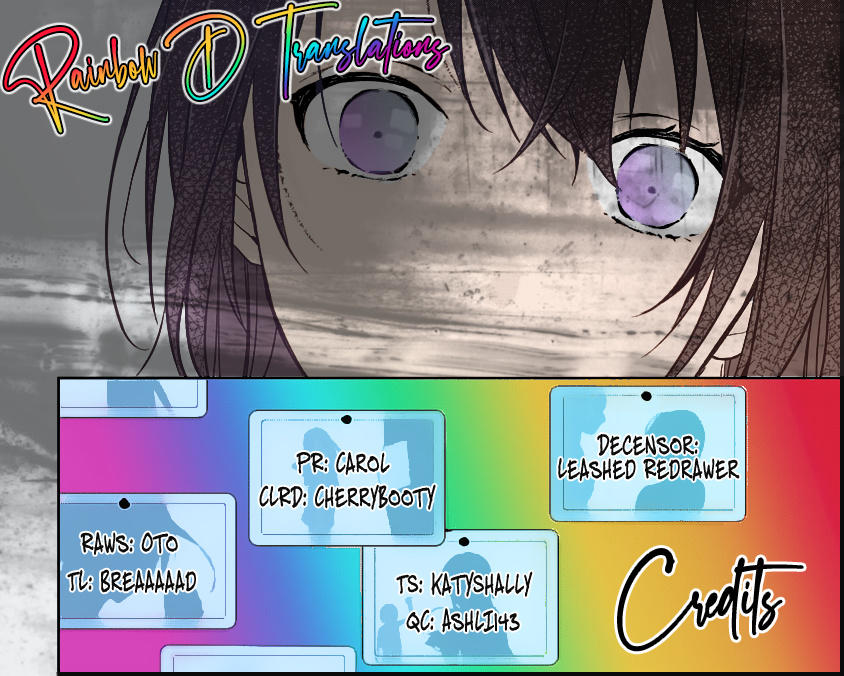 Rainbow D Translations
PR: CAROL
CLRD: CHERRYBOOTY
DECENSOR:
LEASHED REDRAWER
RAWS: OTO
TL: BREAAAAAD
TS: KATYSHALLY
QC: ASHLI143
Credits